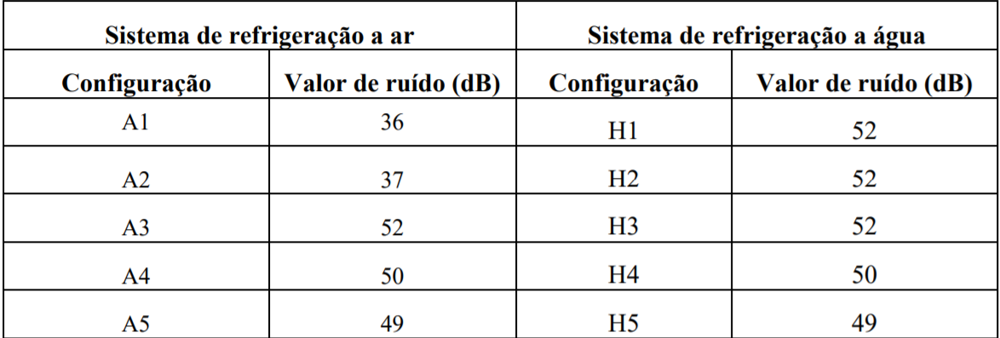 Sistema de refrigeração a ar Sistema de refrigeração a água
Configuração Valor de ruído (dB) Configuração Valor de ruído (dB)
A1 36 H1 52
A2 37 H2 52
A3 52 H3 52
A4 50 H4 50
A5 49 H5 49